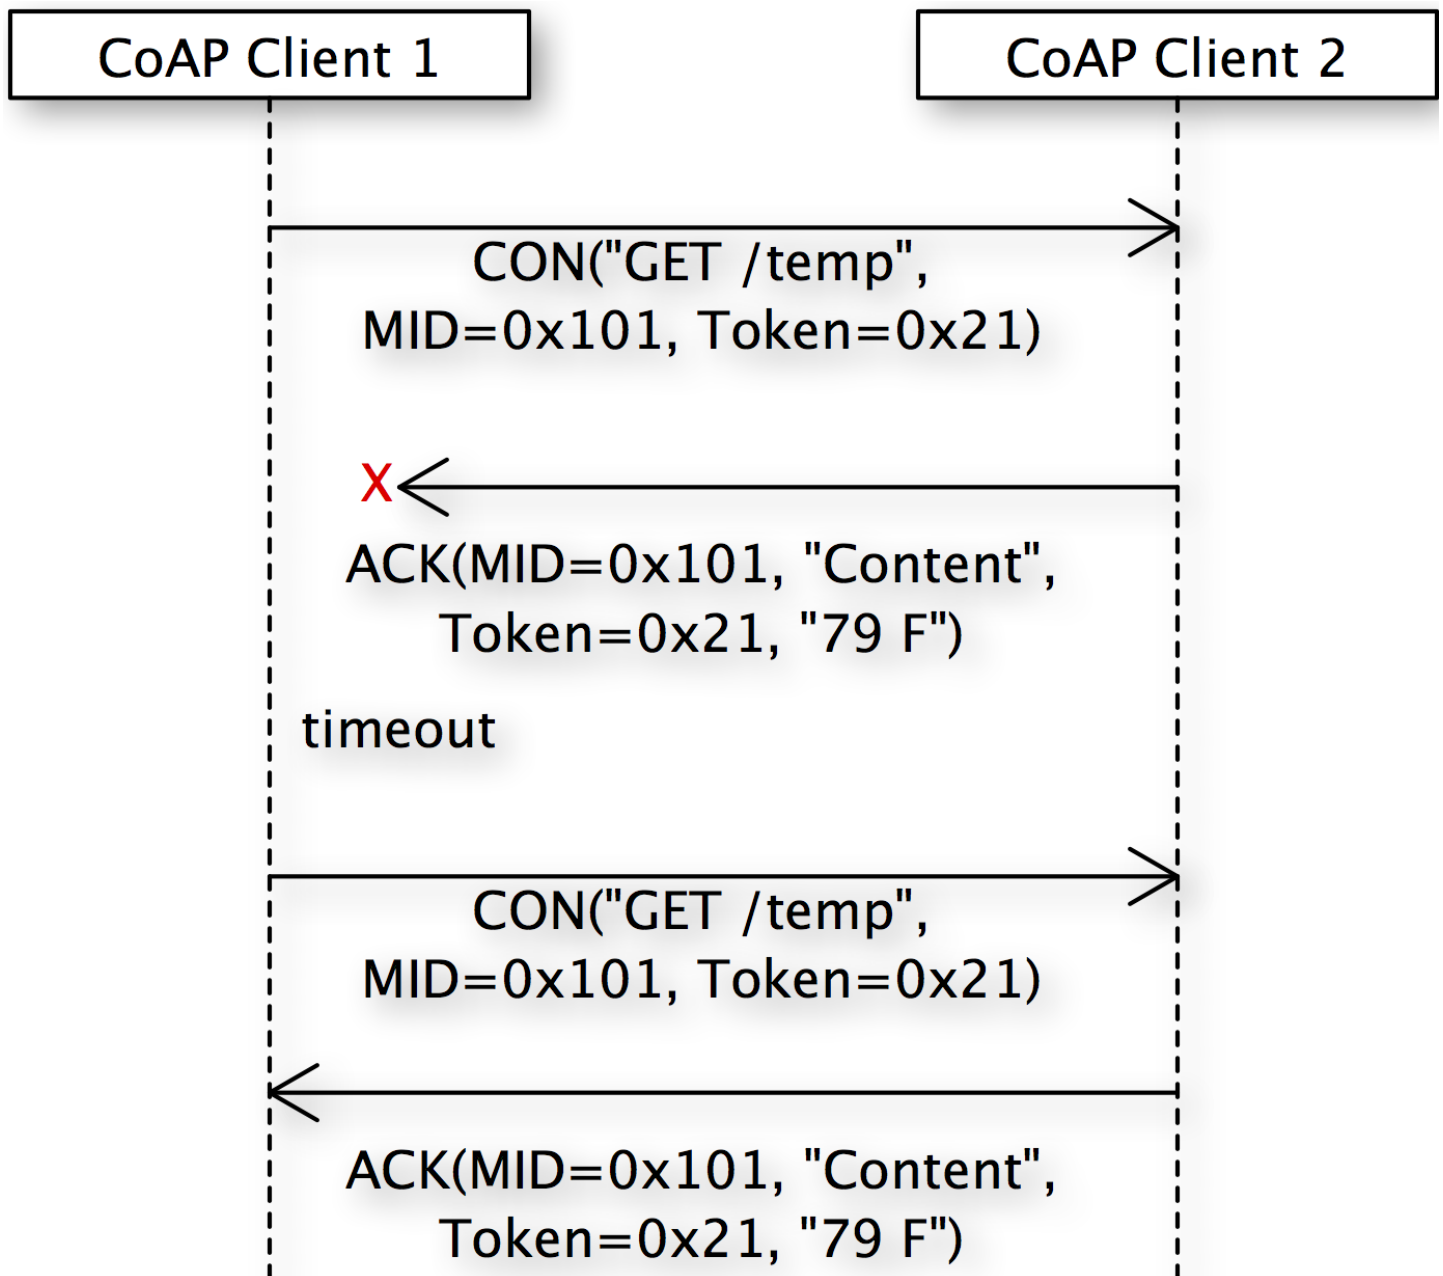 CoAP Client 1
CoAP Client 2
CON("GET /temp",
MID=0x101, Token=0x21)
X
ACK(MID=0x101, "Content",
Token=0x21, "79 F")
timeout
CON("GET /temp",
MID=0x101, Token=0x21)
ACK(MID=0x101, "Content",
Token=0x21, "79 F")